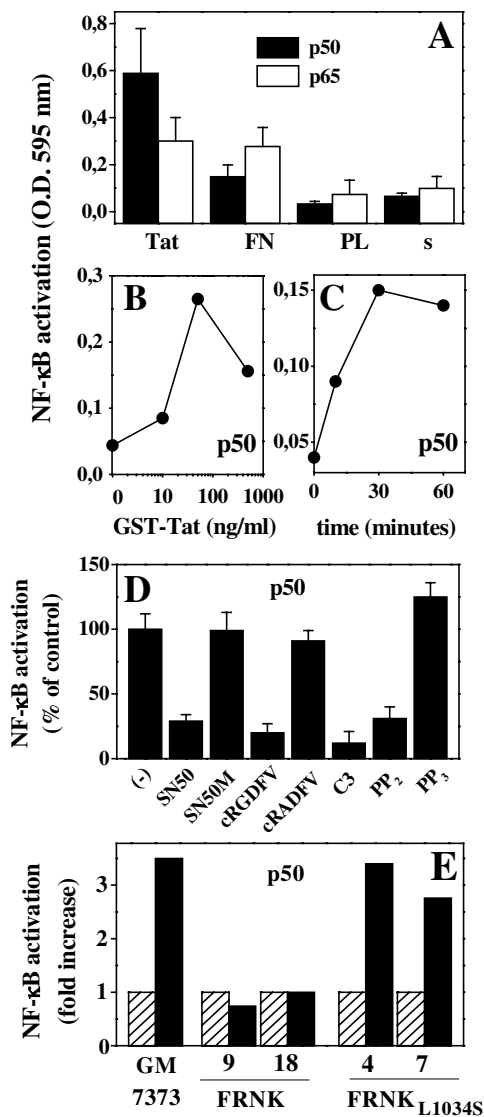 A
p50
p65
NF-κB activation (O.D. 595 nm)
0,8
0,6
0,4
0,2
0,0
Tat FN PL s
B
0,3
0,2
0,1
0,0
p50
0 10 100 1000
GST-Tat (ng/ml)
C
0,15
0,10
0,05
p50
0 30 60
time (minutes)
D
p50
NF-κB activation
(% of control)
150
100
50
0
(-) SN50 SN50M cRGDFV cRADFV C3 PP2 PP3
E
p50
NF-κB activation
(fold increase)
3
2
1
0
GM 9 18 4 7
7373 FRNK FRNK L1034S